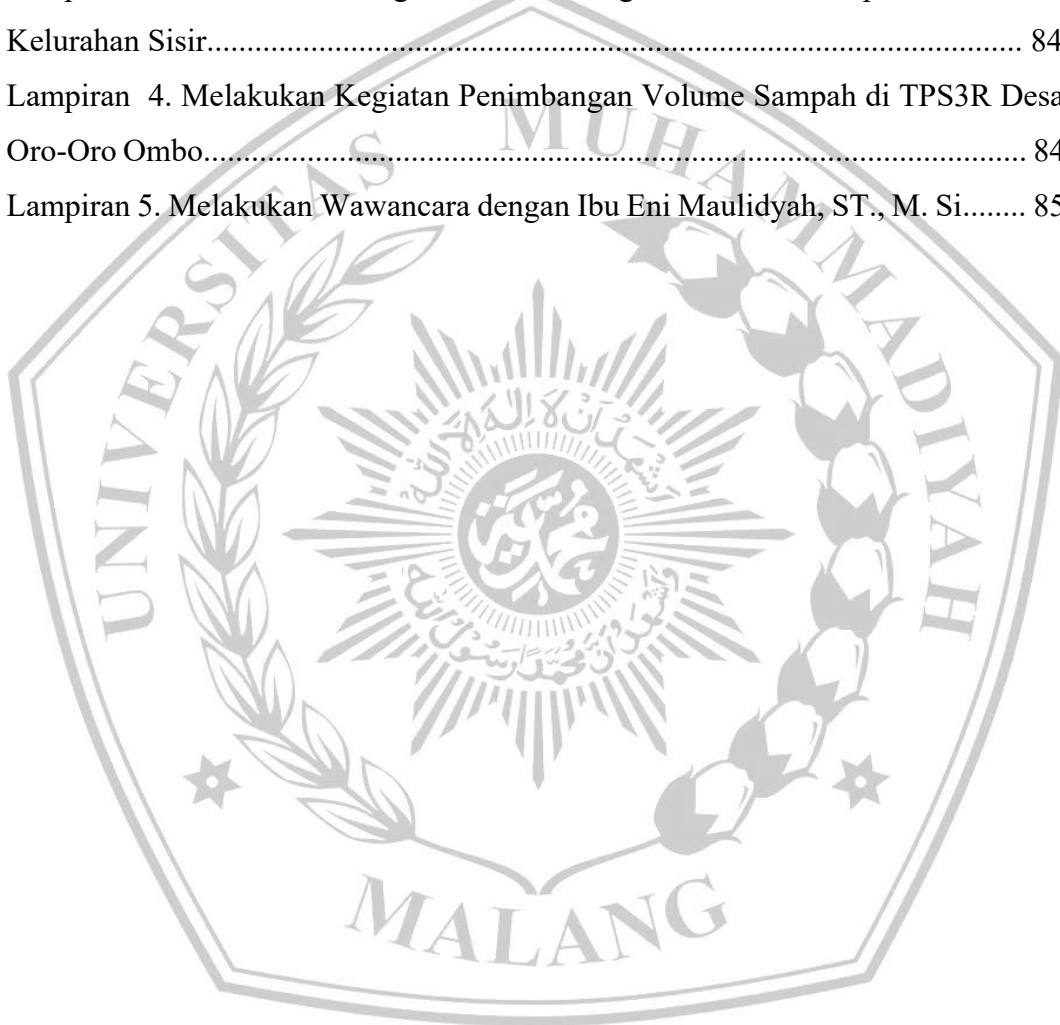 Kelurahan Sisir........................................................................................ 84
Lampiran 4. Melakukan Kegiatan Penimbangan Volume Sampah di TPS3R Desa
Oro-Oro Ombo........................................................................................ 84
Lampiran 5. Melakukan Wawancara dengan Ibu Eni Maulidyah, ST., M. Si........ 85
UNIVERSITAS MUHAMMADIYAH
MALANG